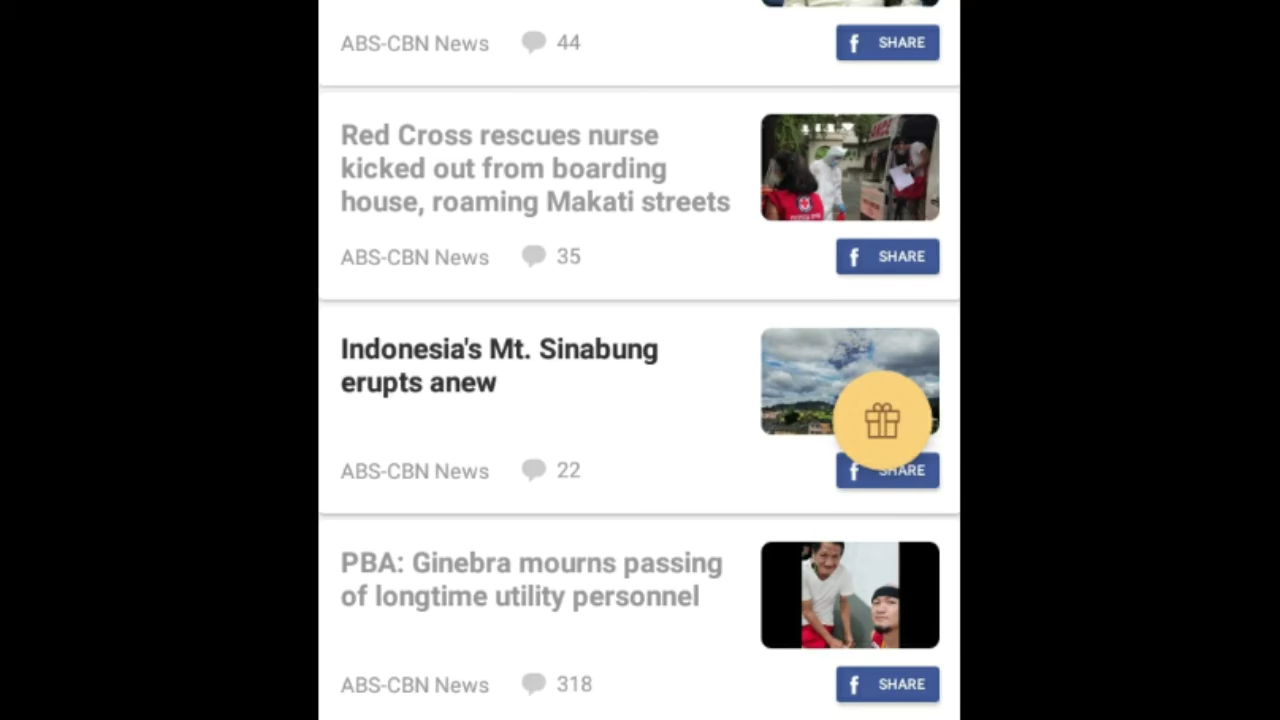 ABS-CBN News 44 f SHARE
Red Cross rescues nurse
kicked out from boarding
house, roaming Makati streets
ABS-CBN News 35 f SHARE
Indonesia's Mt. Sinabung
erupts anew
ABS-CBN News 22 f SHARE
PBA: Ginebra mourns passing
of longtime utility personnel
ABS-CBN News 318 f SHARE